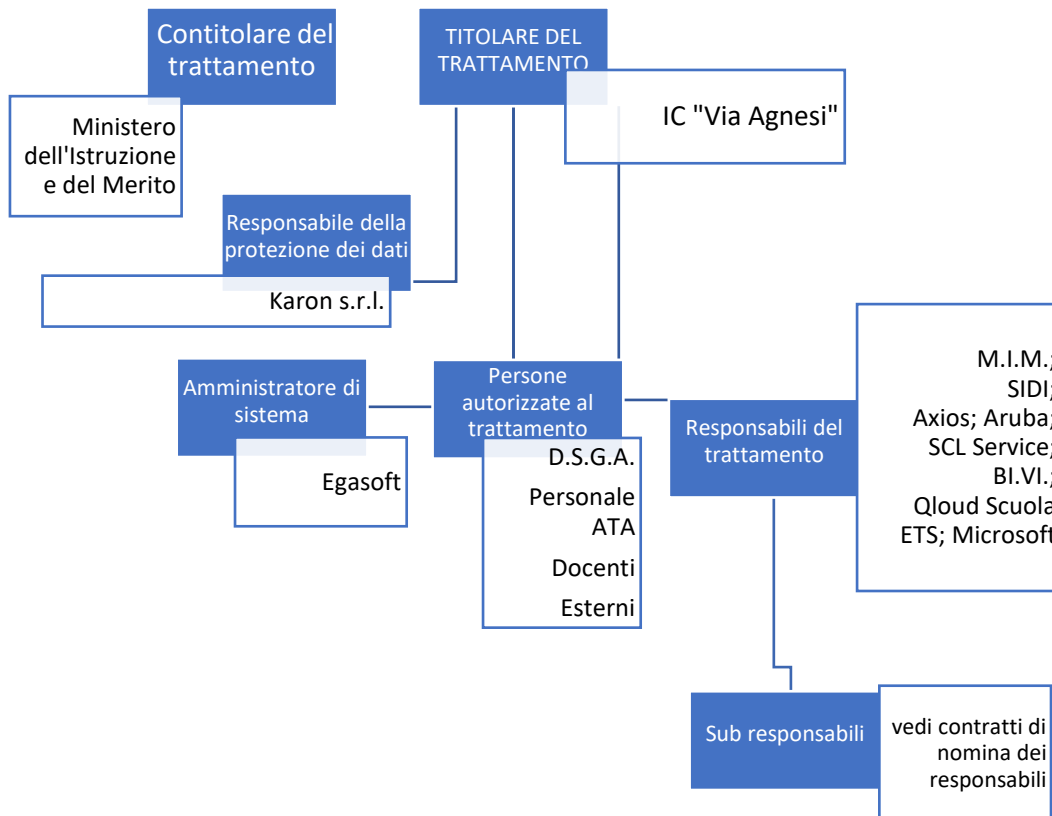 Contitolare del
trattamento
Ministero
dell'Istruzione
e del Merito
TITOLARE DEL
TRATTAMENTO
IC "Via Agnesi"
Responsabile della
protezione dei dati
Karon s.r.l.
Amministratore di
sistema
Egasoft
Persone
autorizzate al
trattamento
D.S.G.A.
Personale
ATA
Docenti
Esterni
Responsabili del
trattamento
M.I.M.;
SIDI;
Axios; Aruba;
SCL Service;
BI.VI.;
Qloud Scuola
ETS; Microsoft
Sub responsabili
vedi contratti di
nomina dei
responsabili